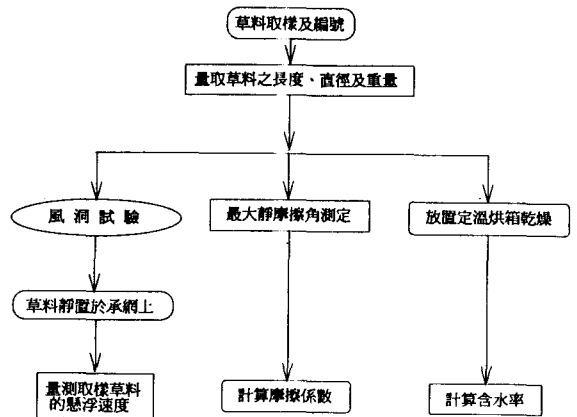 草料取樣及編號
量取草料之長度、直徑及重量
風洞試驗
最大靜摩擦角測定
放置定溫烘箱乾燥
草料靜置於承網上
量測取樣草料
的懸浮速度
計算摩擦係數
計算含水率